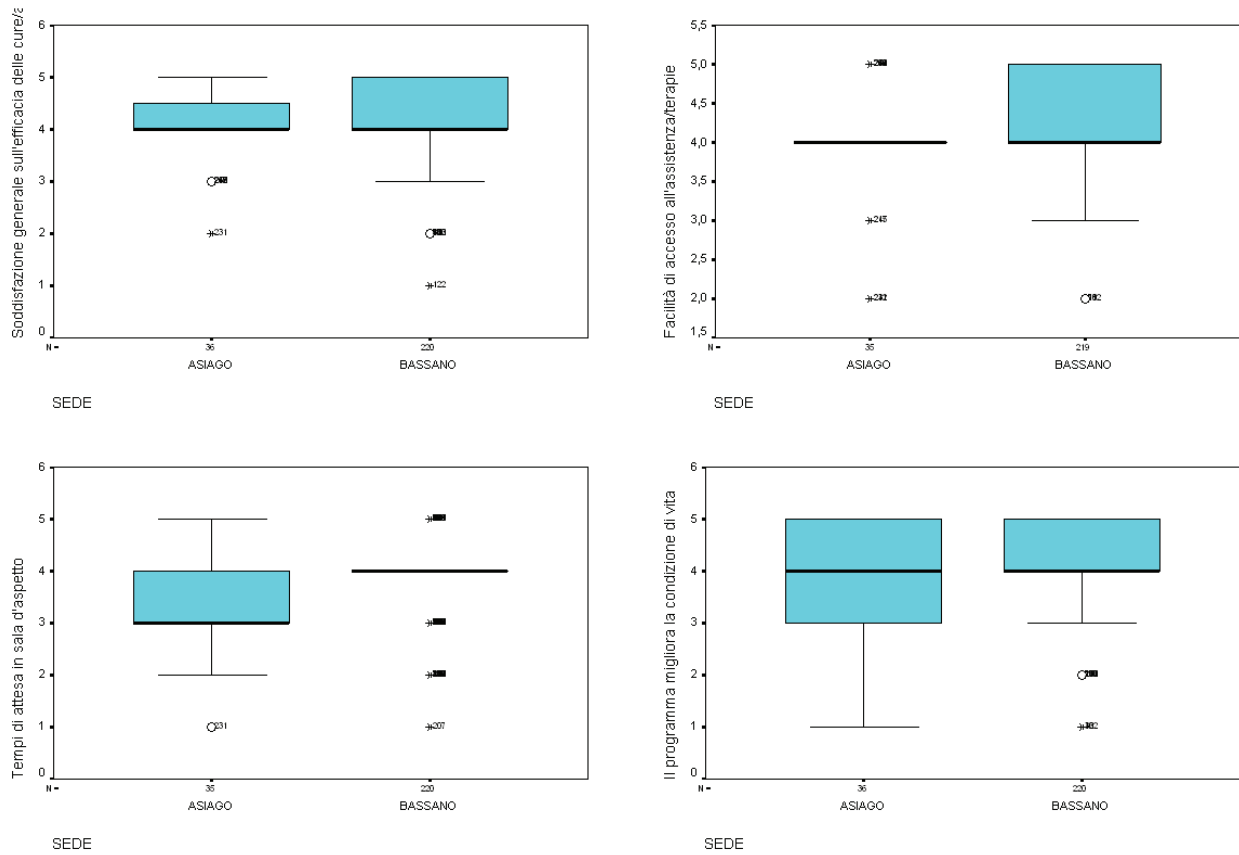 Soddisfazione generale sull'efficacia delle cure/a
6
5
4
3
2
1
0
231
122
N =
36
220
ASIAGO
BASSANO
SEDE
Facilità di accesso all'assistenza/terapie
5,5
5,0
4,5
4,0
3,5
3,0
2,5
2,0
1,5
N =
35
219
ASIAGO
BASSANO
SEDE
Tempi di attesa in sala d'aspetto
6
5
4
3
2
1
0
231
207
N =
35
220
ASIAGO
BASSANO
SEDE
Il programma migliora la condizione di vita
6
5
4
3
2
1
0
N =
36
220
ASIAGO
BASSANO
SEDE